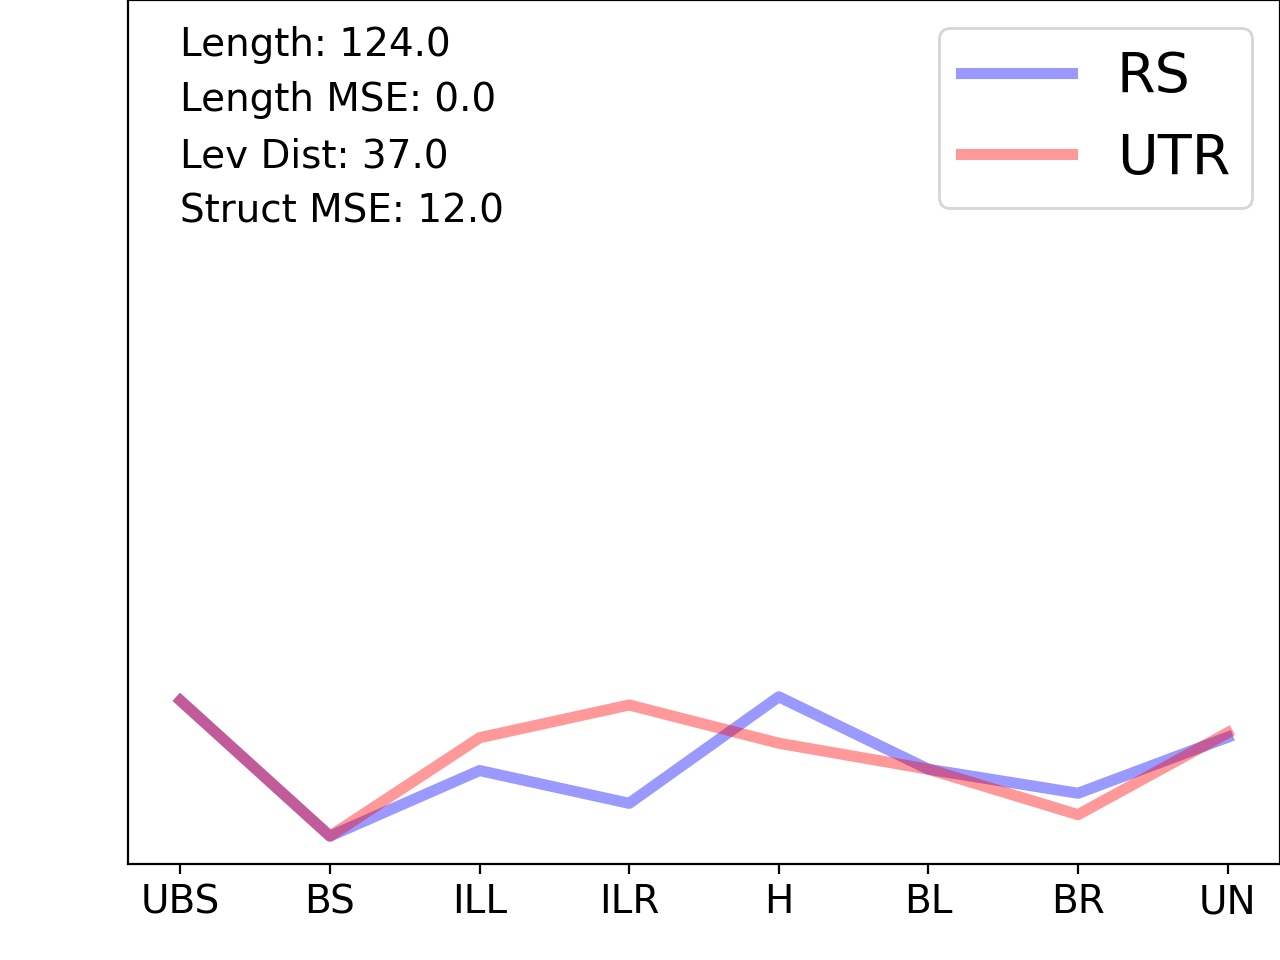 Length: 124.0
Length MSE: 0.0
Lev Dist: 37.0
Struct MSE: 12.0
RS
UTR
UBS BS ILL ILR H BL BR UN